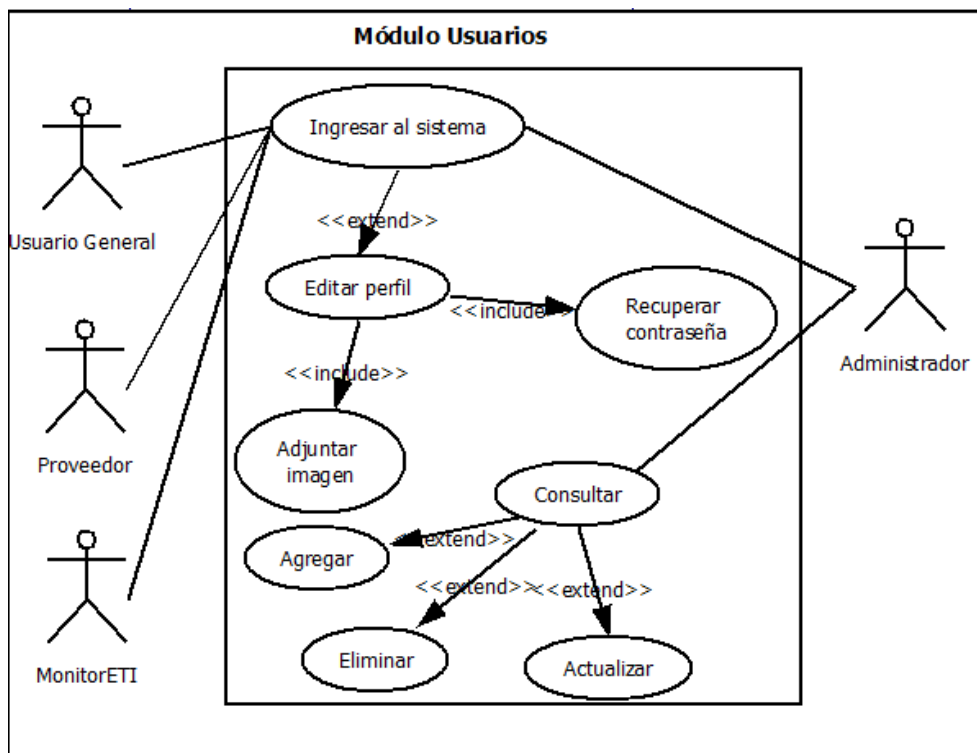 Módulo Usuarios
Ingresar al sistema
<<extend>>
Usuario General
Editar perfil
<<include>>
Recuperar
contraseña
Administrador
<<include>>
Proveedor
Adjuntar
imagen
Consultar
<<extend>>
Agregar
<<extend>>
<<extend>>
Eliminar
Actualizar
MonitorETI